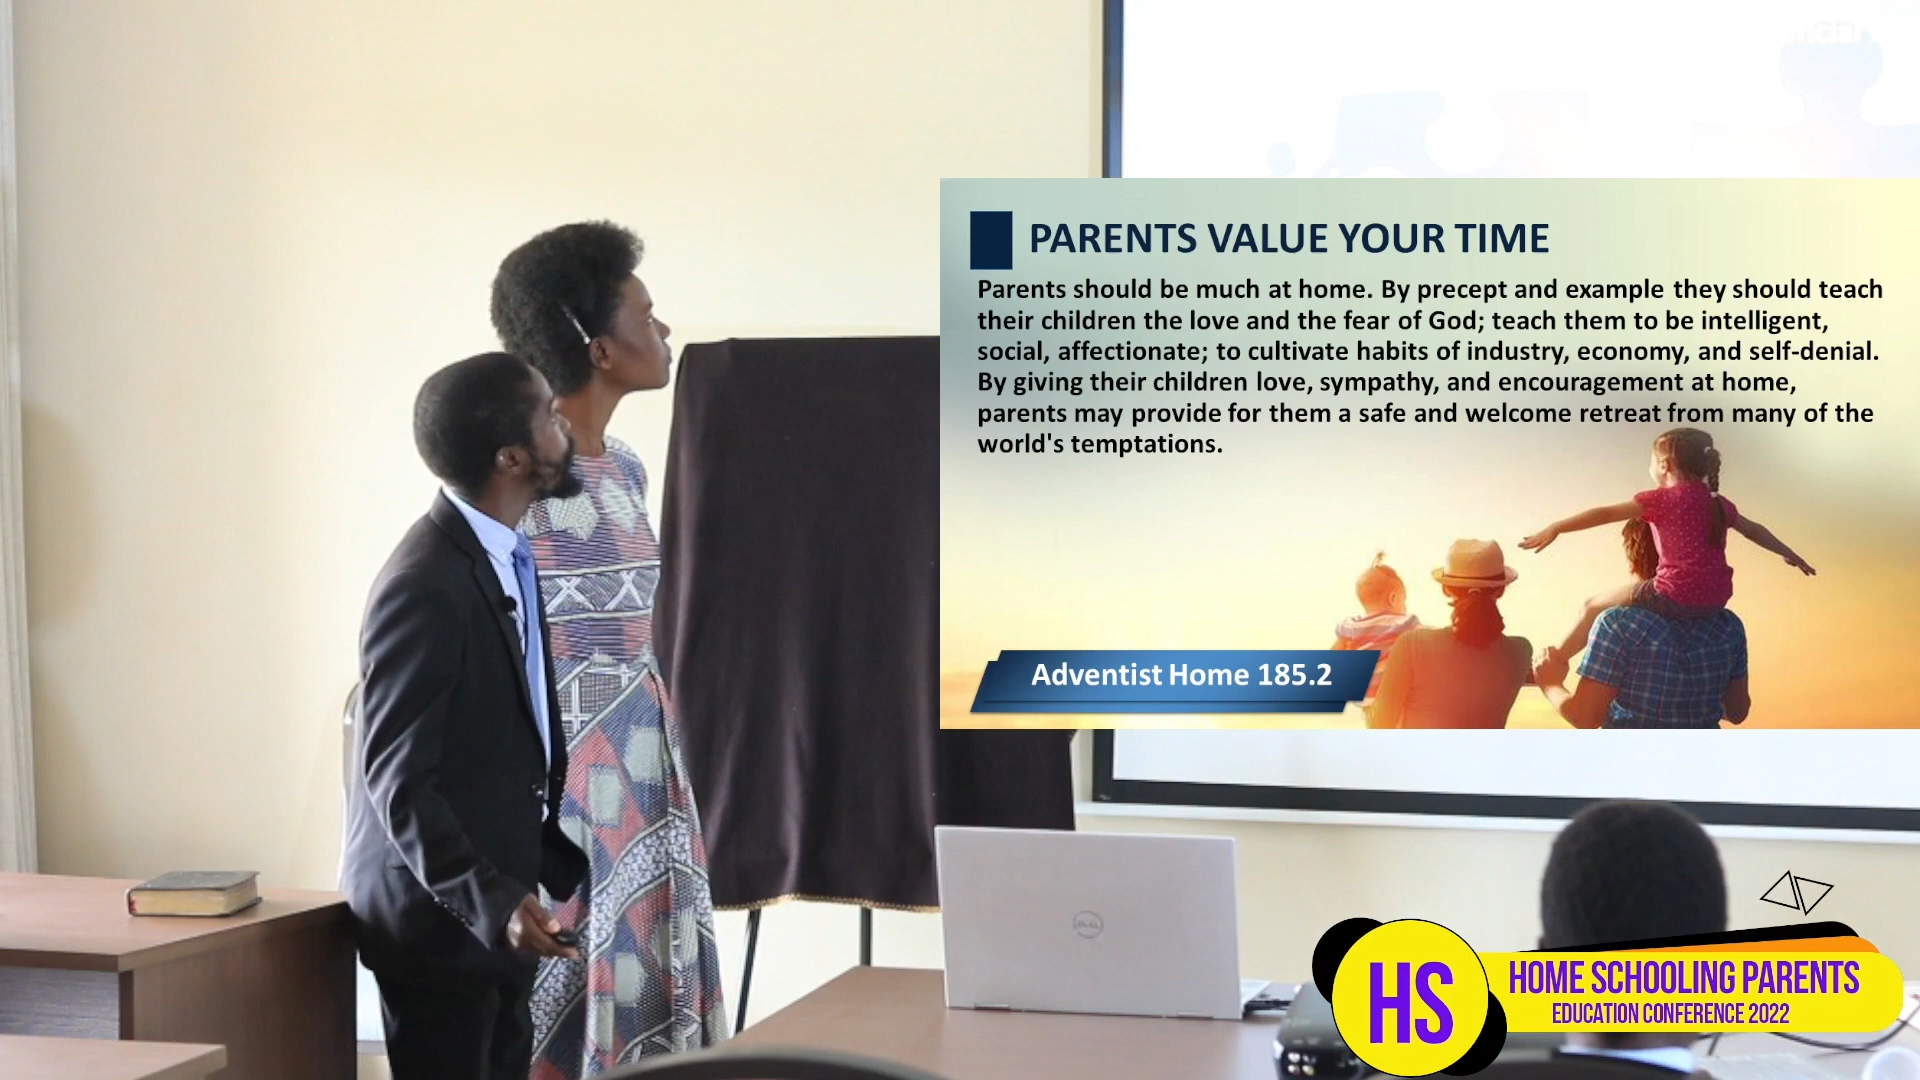 PARENTS VALUE YOUR TIME
Parents should be much at home. By precept and example they should teach
their children the love and the fear of God; teach them to be intelligent,
social, affectionate; to cultivate habits of industry, economy, and self-denial.
By giving their children love, sympathy, and encouragement at home,
parents may provide for them a safe and welcome retreat from many of the
world's temptations.
Adventist Home 185.2
DELL
HS
HOME SCHOOLING PARENTS
EDUCATION CONFERENCE 2022